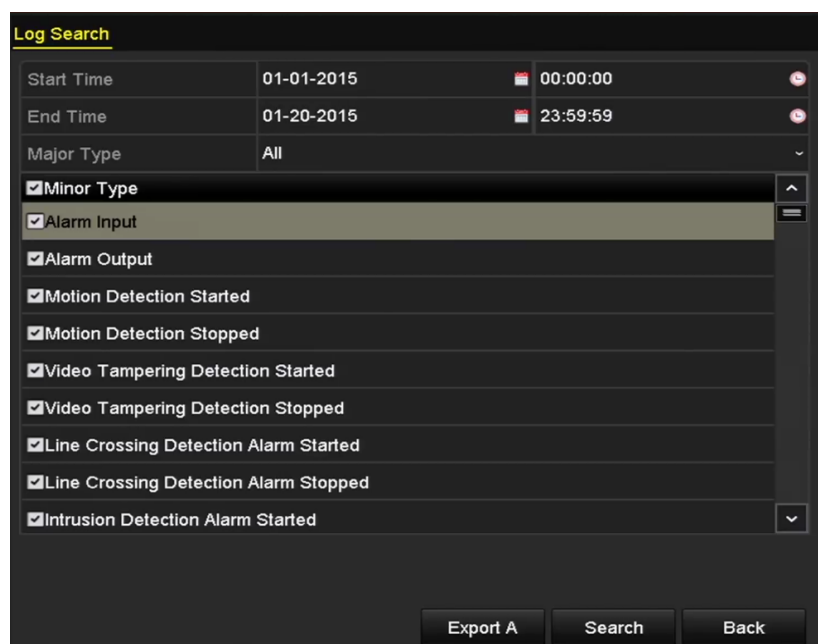 Log Search
Start Time 01-01-2015 00:00:00
End Time 01-20-2015 23:59:59
Major Type All
Minor Type
Alarm Input
Alarm Output
Motion Detection Started
Motion Detection Stopped
Video Tampering Detection Started
Video Tampering Detection Stopped
Line Crossing Detection Alarm Started
Line Crossing Detection Alarm Stopped
Intrusion Detection Alarm Started
Export A Search Back